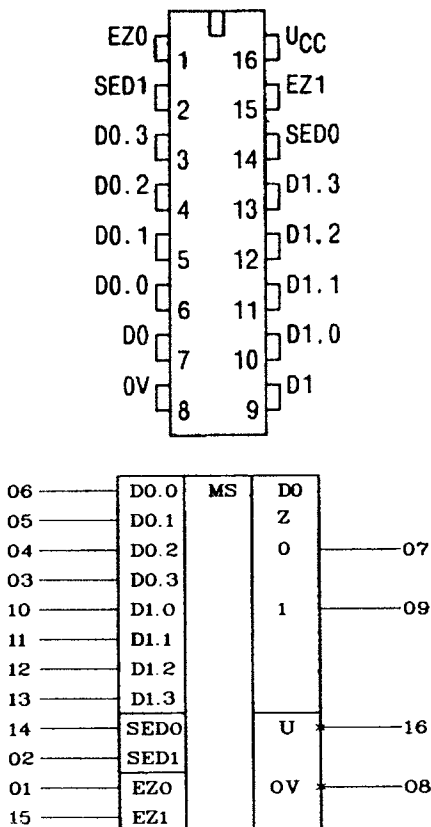 EZ0 1 16 UCC
SED1 2 15 EZ1
D0.3 3 14 SED0
D0.2 4 13 D1.3
D0.1 5 12 D1.2
D0.0 6 11 D1.1
D0 7 10 D1.0
0V 8 9 D1
06 D0.0 MS D0
05 D0.1 Z
04 D0.2 0 07
03 D0.3
10 D1.0 1 09
11 D1.1
12 D1.2
13 D1.3
14 SED0 U 16
02 SED1
01 EZ0 0V 08
15 EZ1